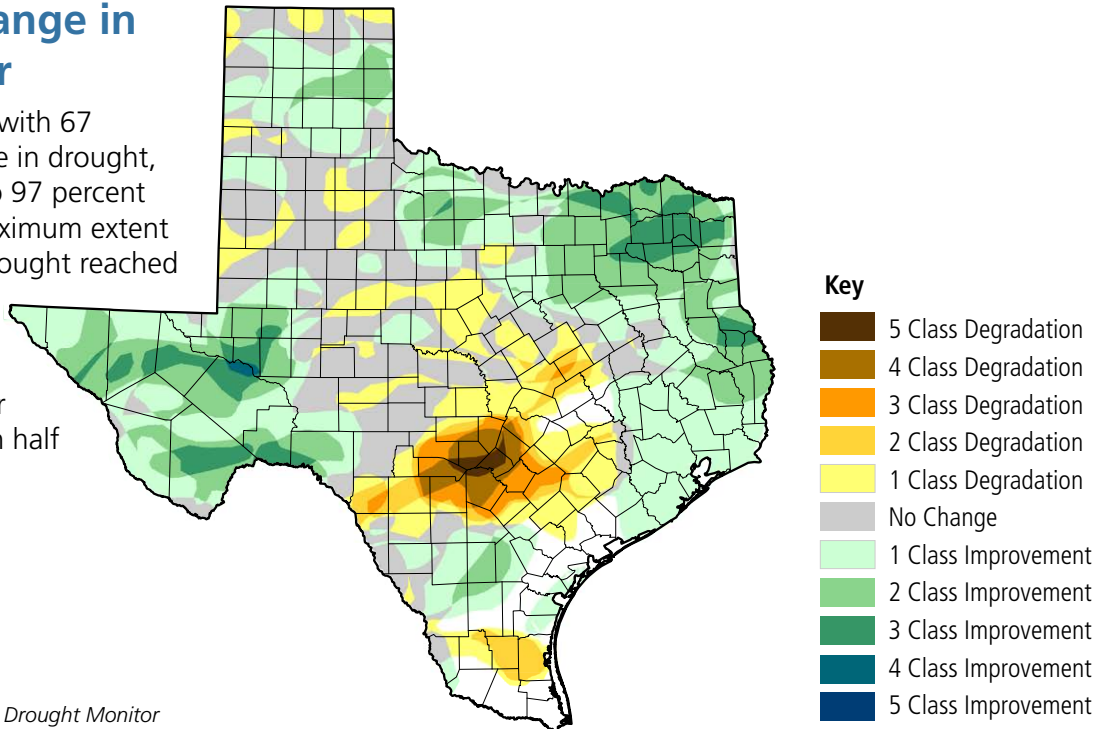 ange in
r
with 67
e in drought,
o 97 percent
ximum extent
ought reached
r
n half
Drought Monitor
Key
5 Class Degradation
4 Class Degradation
3 Class Degradation
2 Class Degradation
1 Class Degradation
No Change
1 Class Improvement
2 Class Improvement
3 Class Improvement
4 Class Improvement
5 Class Improvement